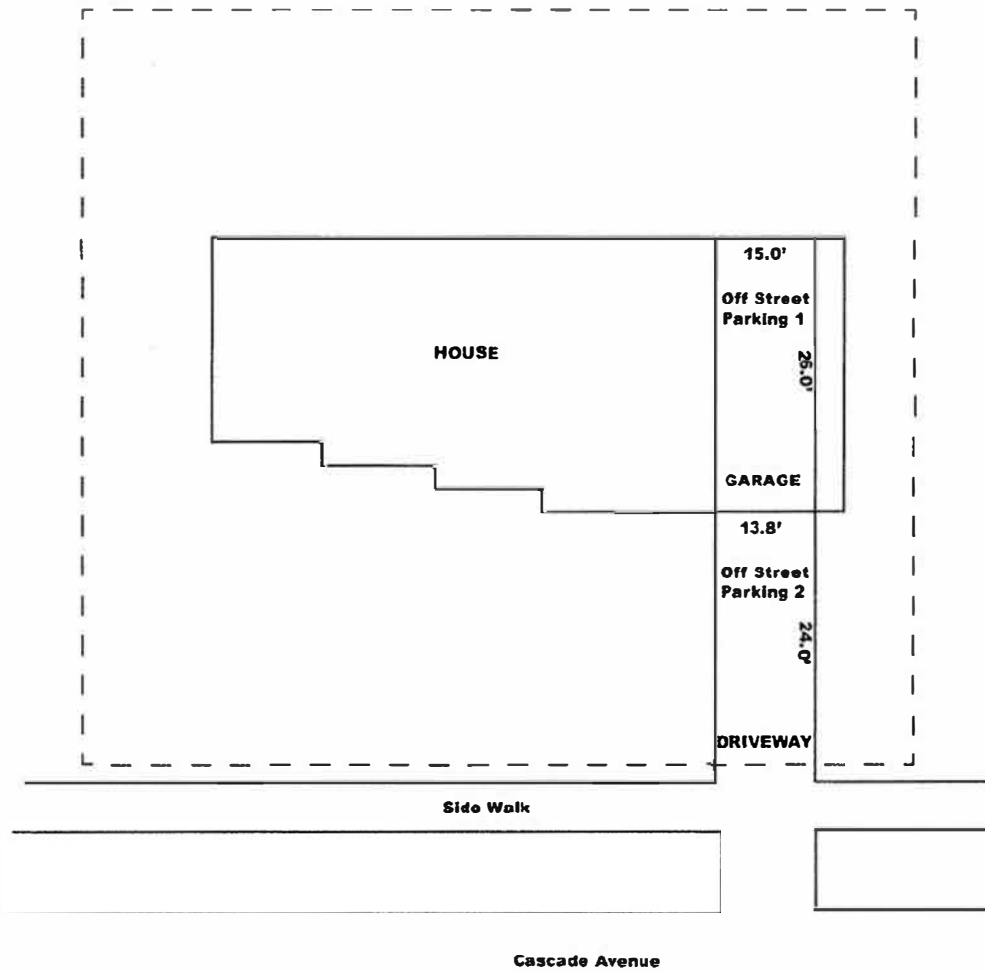 15.0'
Off Street
Parking 1
HOUSE
26.0'
GARAGE
13.8'
Off Street
Parking 2
24.0'
DRIVEWAY
Side Walk
Cascade Avenue